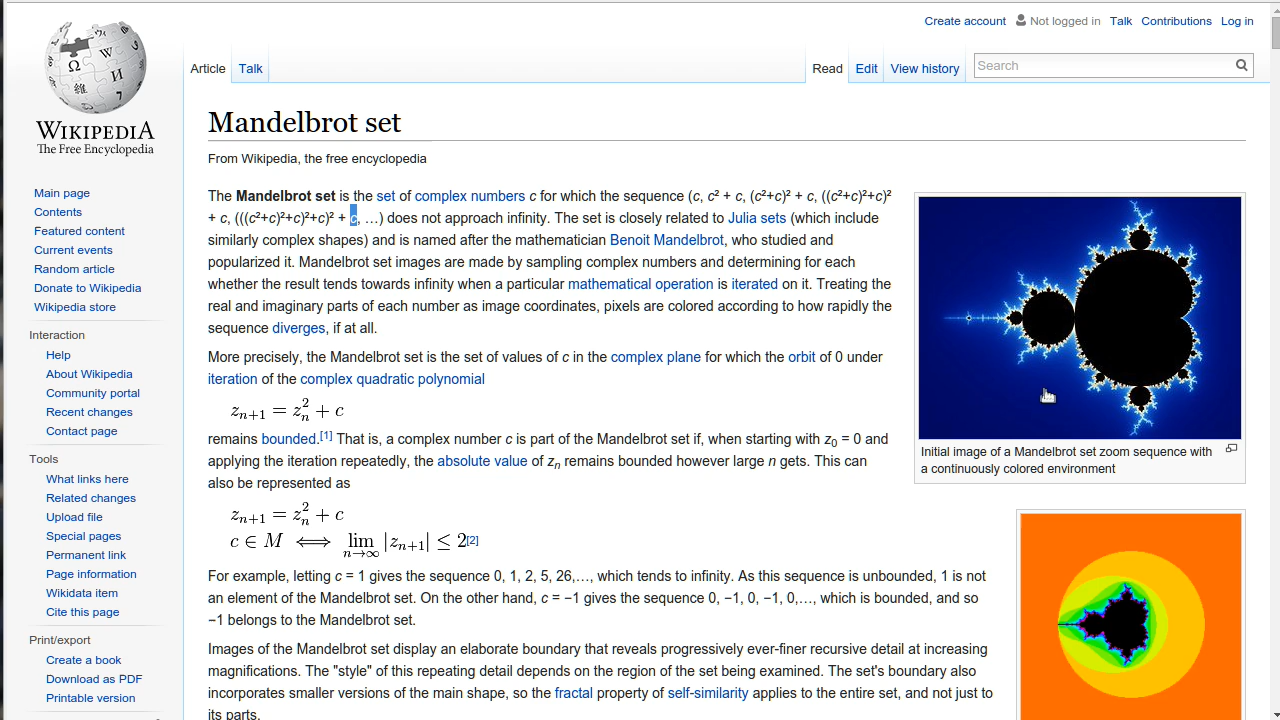 Create account Not logged in Talk Contributions Log in
Article Talk Read Edit View history Search
WIKIPEDIA
The Free Encyclopedia
Main page
Contents
Featured content
Current events
Random article
Donate to Wikipedia
Wikipedia store
Interaction
Help
About Wikipedia
Community portal
Recent changes
Contact page
Tools
What links here
Related changes
Upload file
Special pages
Permanent link
Page information
Wikidata item
Cite this page
Print/export
Create a book
Download as PDF
Printable version
Mandelbrot set
From Wikipedia, the free encyclopedia
The Mandelbrot set is the set of complex numbers c for which the sequence (c, c² + c, (c²+c)² + c, ((c²+c)²+c)²
+ c, (((c²+c)²+c)²+c)² + c, …) does not approach infinity. The set is closely related to Julia sets (which include
similarly complex shapes) and is named after the mathematician Benoit Mandelbrot, who studied and
popularized it. Mandelbrot set images are made by sampling complex numbers and determining for each
whether the result tends towards infinity when a particular mathematical operation is iterated on it. Treating the
real and imaginary parts of each number as image coordinates, pixels are colored according to how rapidly the
sequence diverges, if at all.
More precisely, the Mandelbrot set is the set of values of c in the complex plane for which the orbit of 0 under
iteration of the complex quadratic polynomial
zₙ₊₁ = zₙ² + c
remains bounded.[1] That is, a complex number c is part of the Mandelbrot set if, when starting with z₀ = 0 and
applying the iteration repeatedly, the absolute value of zₙ remains bounded however large n gets. This can
also be represented as
zₙ₊₁ = zₙ² + c
c ∈ M ⟺ lim n→∞ |zₙ₊₁| ≤ 2[2]
For example, letting c = 1 gives the sequence 0, 1, 2, 5, 26,…, which tends to infinity. As this sequence is unbounded, 1 is not
an element of the Mandelbrot set. On the other hand, c = −1 gives the sequence 0, −1, 0, −1, 0,…, which is bounded, and so
−1 belongs to the Mandelbrot set.
Images of the Mandelbrot set display an elaborate boundary that reveals progressively ever-finer recursive detail at increasing
magnifications. The "style" of this repeating detail depends on the region of the set being examined. The set's boundary also
incorporates smaller versions of the main shape, so the fractal property of self-similarity applies to the entire set, and not just to
its parts.
Initial image of a Mandelbrot set zoom sequence with
a continuously colored environment